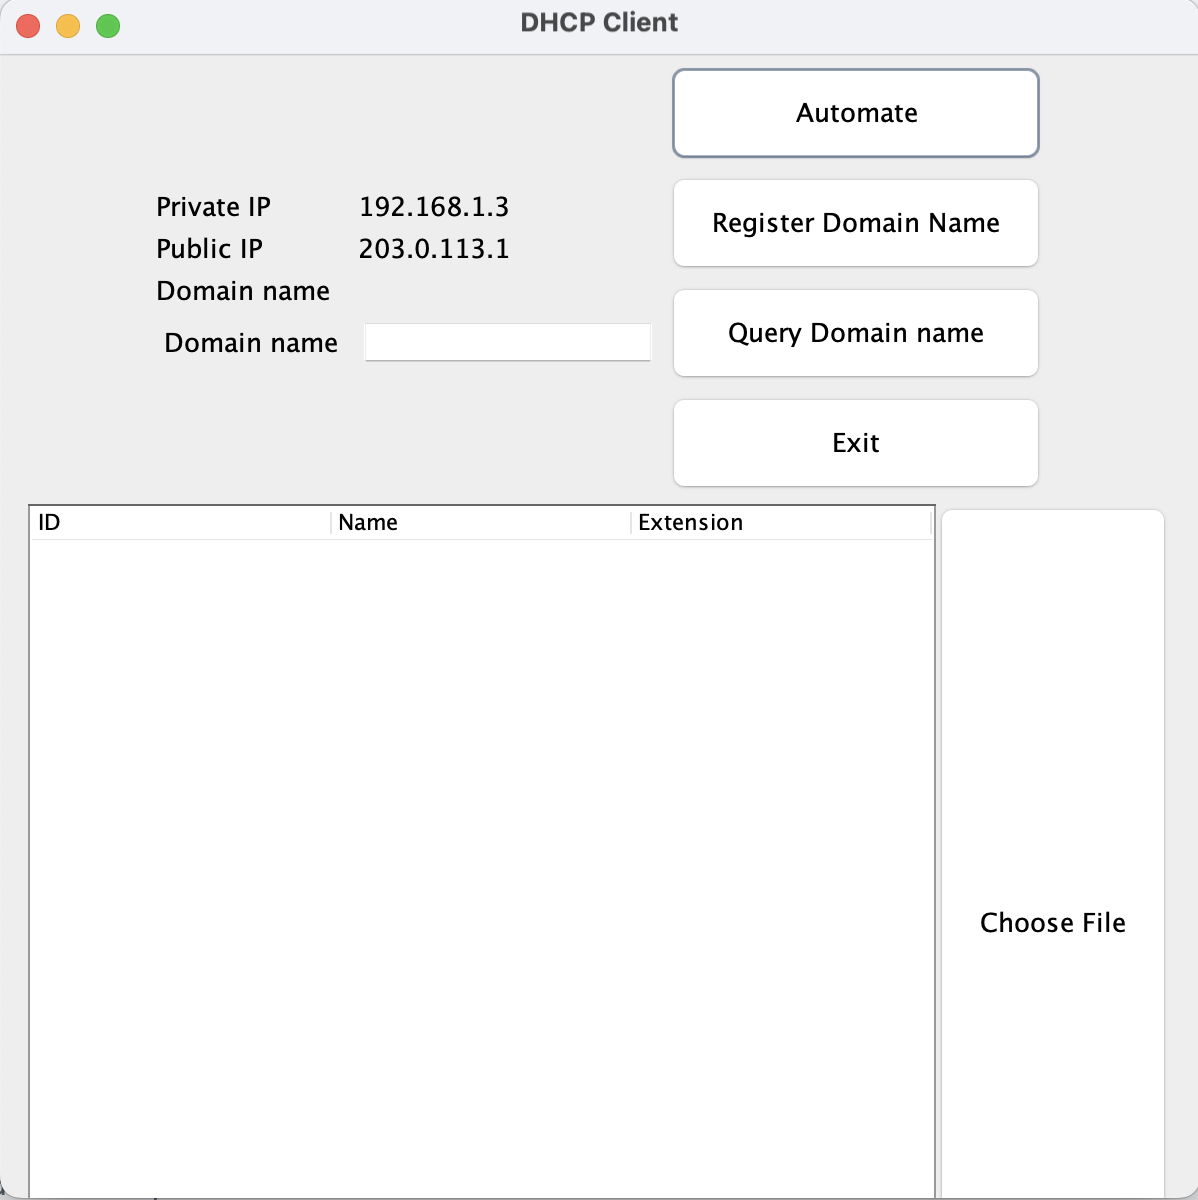 DHCP Client
Automate
Private IP 192.168.1.3
Register Domain Name
Public IP 203.0.113.1
Domain name
Domain name
Query Domain name
Exit
ID Name Extension
Choose File